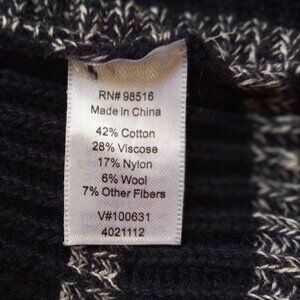 RN# 98516
Made in China
42% Cotton
28% Viscose
17% Nylon
6% Wool
7% Other Fibers
V#100631
4021112